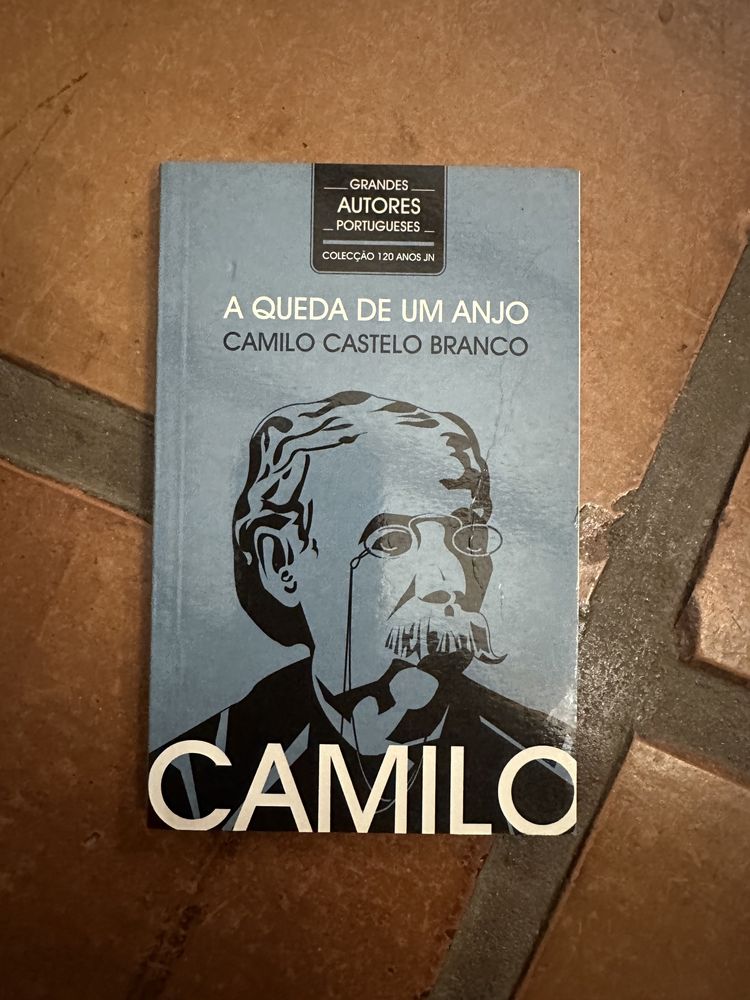 GRANDES
AUTORES
PORTUGUESES
COLECÇÃO 120 ANOS JN
A QUEDA DE UM ANJO
CAMILO CASTELO BRANCO
CAMILO